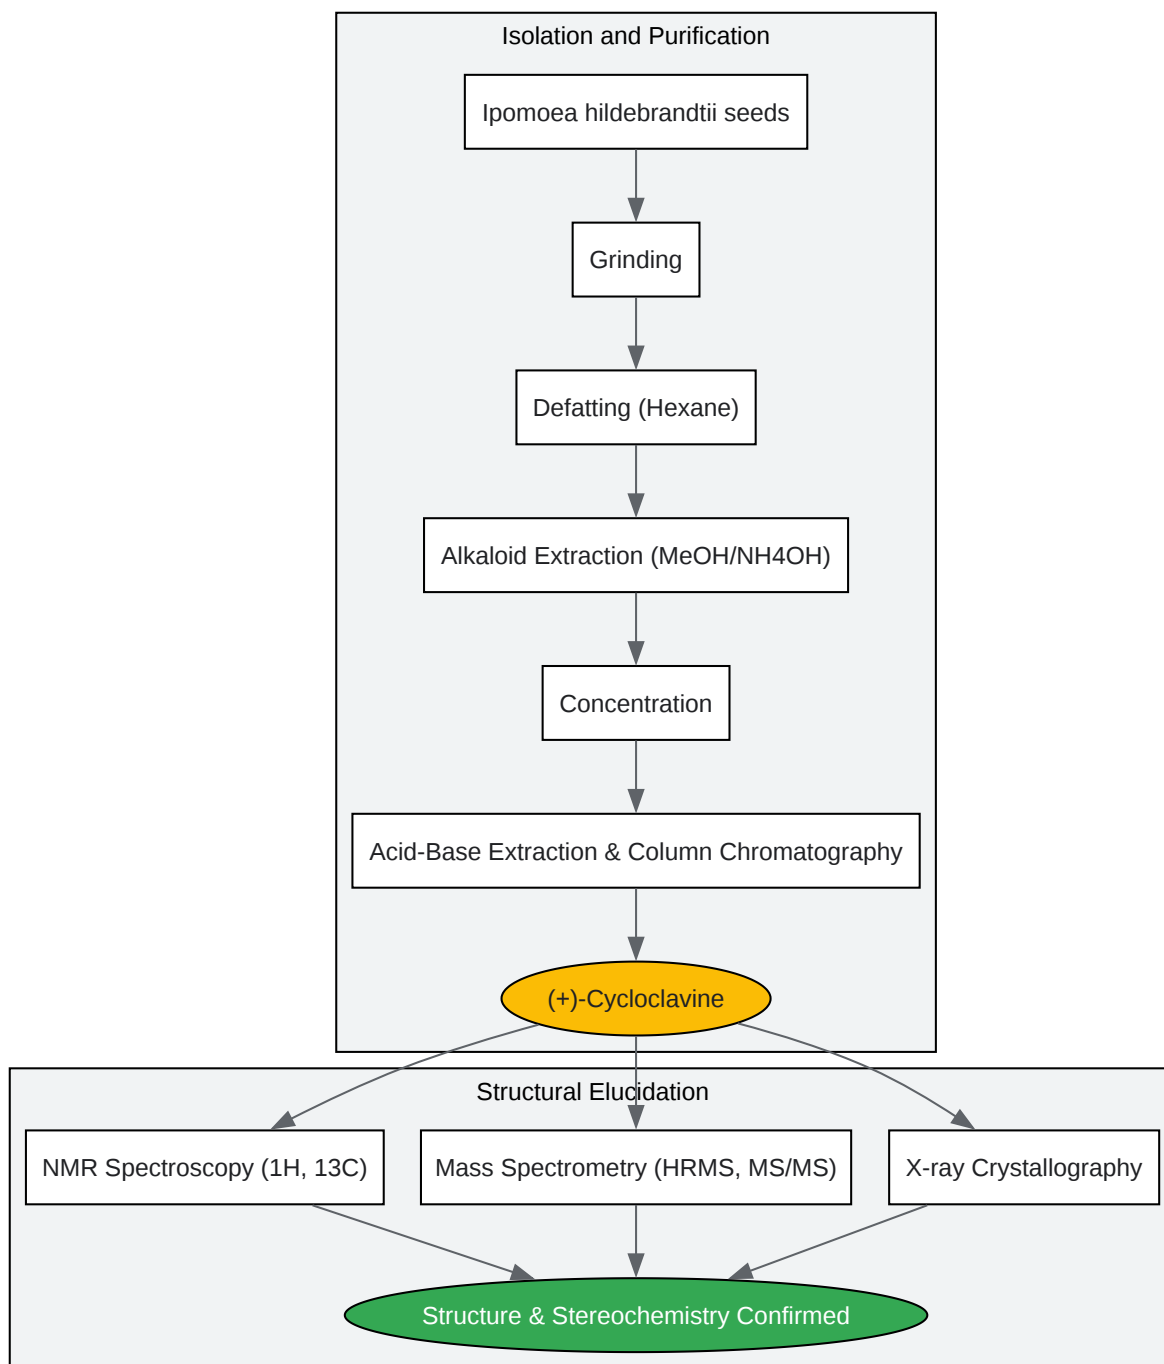 Isolation and Purification
Ipomoea hildebrandtii seeds
Grinding
Defatting (Hexane)
Alkaloid Extraction (MeOH/NH4OH)
Concentration
Acid-Base Extraction & Column Chromatography
(+)-Cycloclavine
Structural Elucidation
NMR Spectroscopy (1H, 13C)
Mass Spectrometry (HRMS, MS/MS)
X-ray Crystallography
Structure & Stereochemistry Confirmed